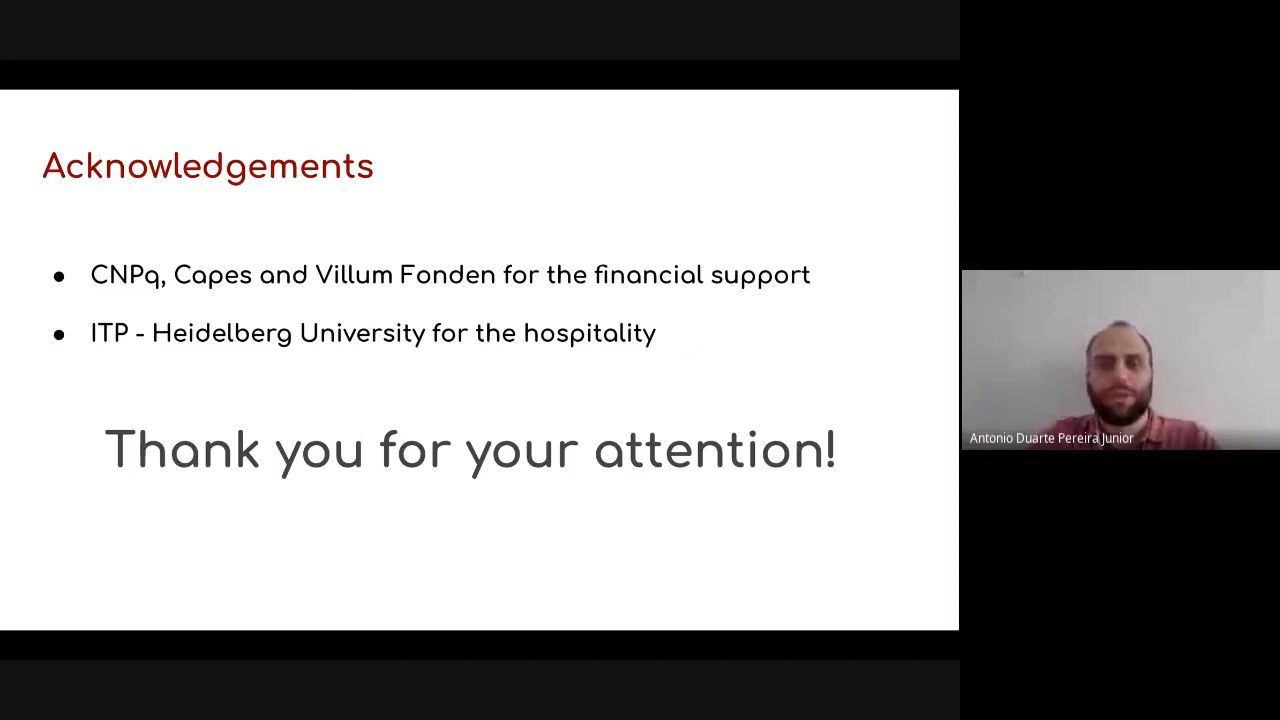 Acknowledgements
● CNPq, Capes and Villum Fonden for the financial support
● ITP - Heidelberg University for the hospitality
Thank you for your attention!
Antonio Duarte Pereira Junior